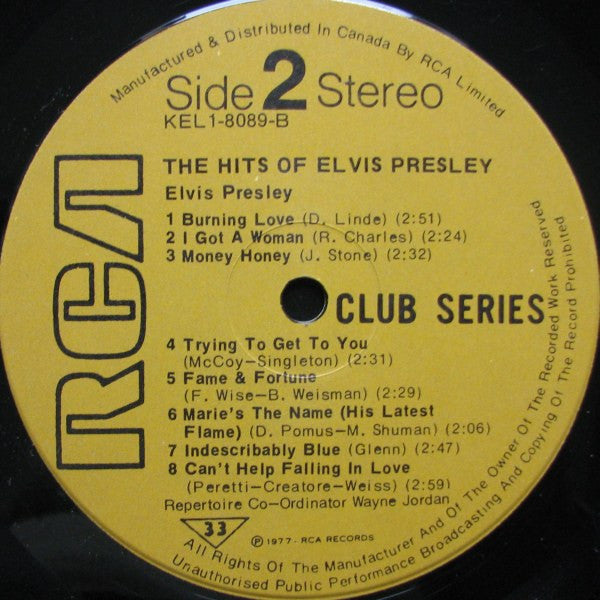 Manufactured & Distributed In Canada By RCA Limited
Side 2 Stereo
KEL1-8089-B
THE HITS OF ELVIS PRESLEY
Elvis Presley
1 Burning Love (D. Linde) (2:51)
2 I Got A Woman (R. Charles) (2:24)
3 Money Honey (J. Stone) (2:32)
RCA
CLUB SERIES
4 Trying To Get To You
(McCoy-Singleton) (2:31)
5 Fame & Fortune
(F. Wise-B. Weisman) (2:29)
6 Marie's The Name (His Latest
Flame) (D. Pomus-M. Shuman) (2:06)
7 Indescribably Blue (Glenn) (2:47)
8 Can't Help Falling In Love
(Peretti-Creatore-Weiss) (2:59)
Repertoire Co-Ordinator Wayne Jordan
33
℗ 1977 - RCA RECORDS
All Rights Of The Manufacturer And Of The Owner Of The Recorded Work Reserved
Unauthorised Public Performance Broadcasting And Copying Of The Record Prohibited